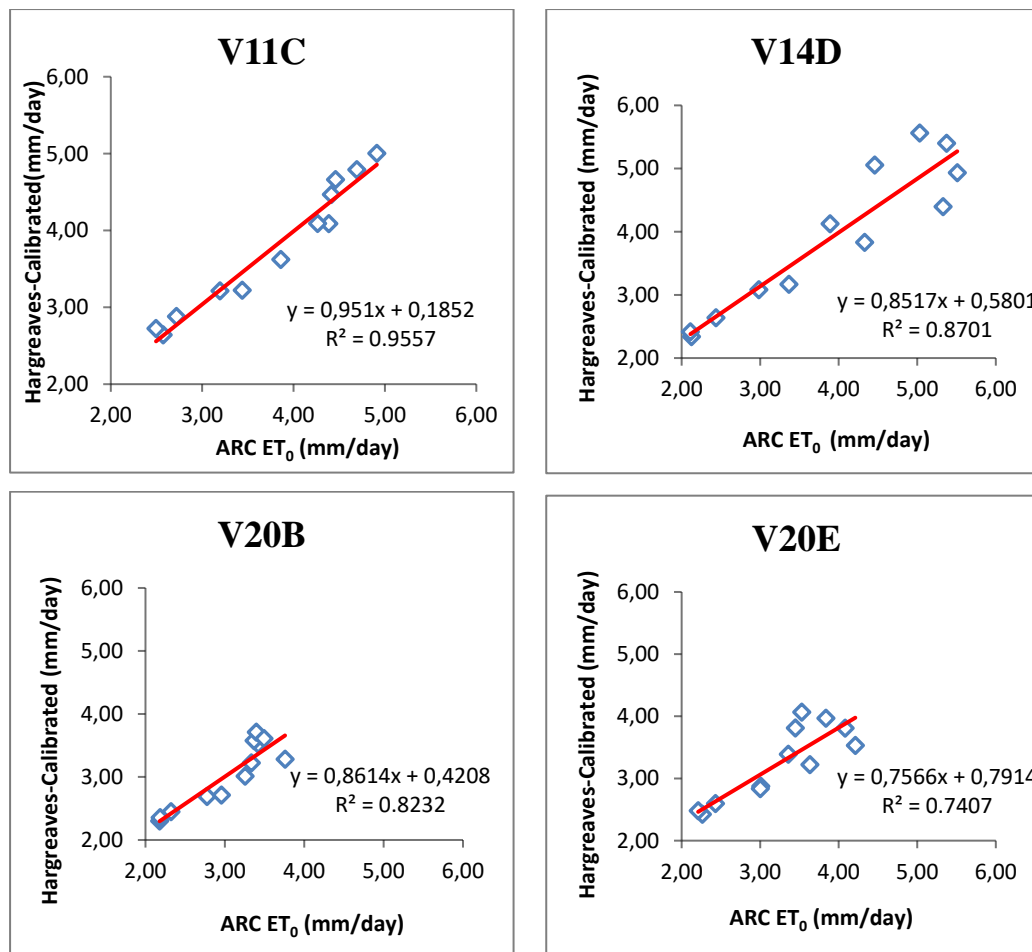 V11C
Hargreaves-Calibrated(mm/day)
6,00
5,00
4,00
3,00
2,00
y = 0,951x + 0,1852
R² = 0.9557
2,00 3,00 4,00 5,00 6,00
ARC ET₀ (mm/day)
V14D
Hargreaves-Calibrated (mm/day)
6,00
5,00
4,00
3,00
2,00
y = 0,8517x + 0,5801
R² = 0.8701
2,00 3,00 4,00 5,00 6,00
ARC ET₀ (mm/day)
V20B
Hargreaves-Calibrated (mm/day)
6,00
5,00
4,00
3,00
2,00
y = 0,8614x + 0,4208
R² = 0.8232
2,00 3,00 4,00 5,00 6,00
ARC ET₀ (mm/day)
V20E
Hargreaves-Calibrated (mm/day)
6,00
5,00
4,00
3,00
2,00
y = 0,7566x + 0,7914
R² = 0.7407
2,00 3,00 4,00 5,00 6,00
ARC ET₀ (mm/day)